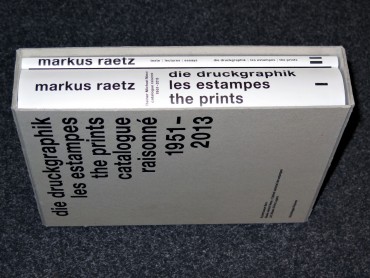 markus raetz
II
markus raetz
die druckgraphik
les estampes
the prints
I
die druckgraphik
les estampes
the prints
catalogue
raisonné
1951–
2013